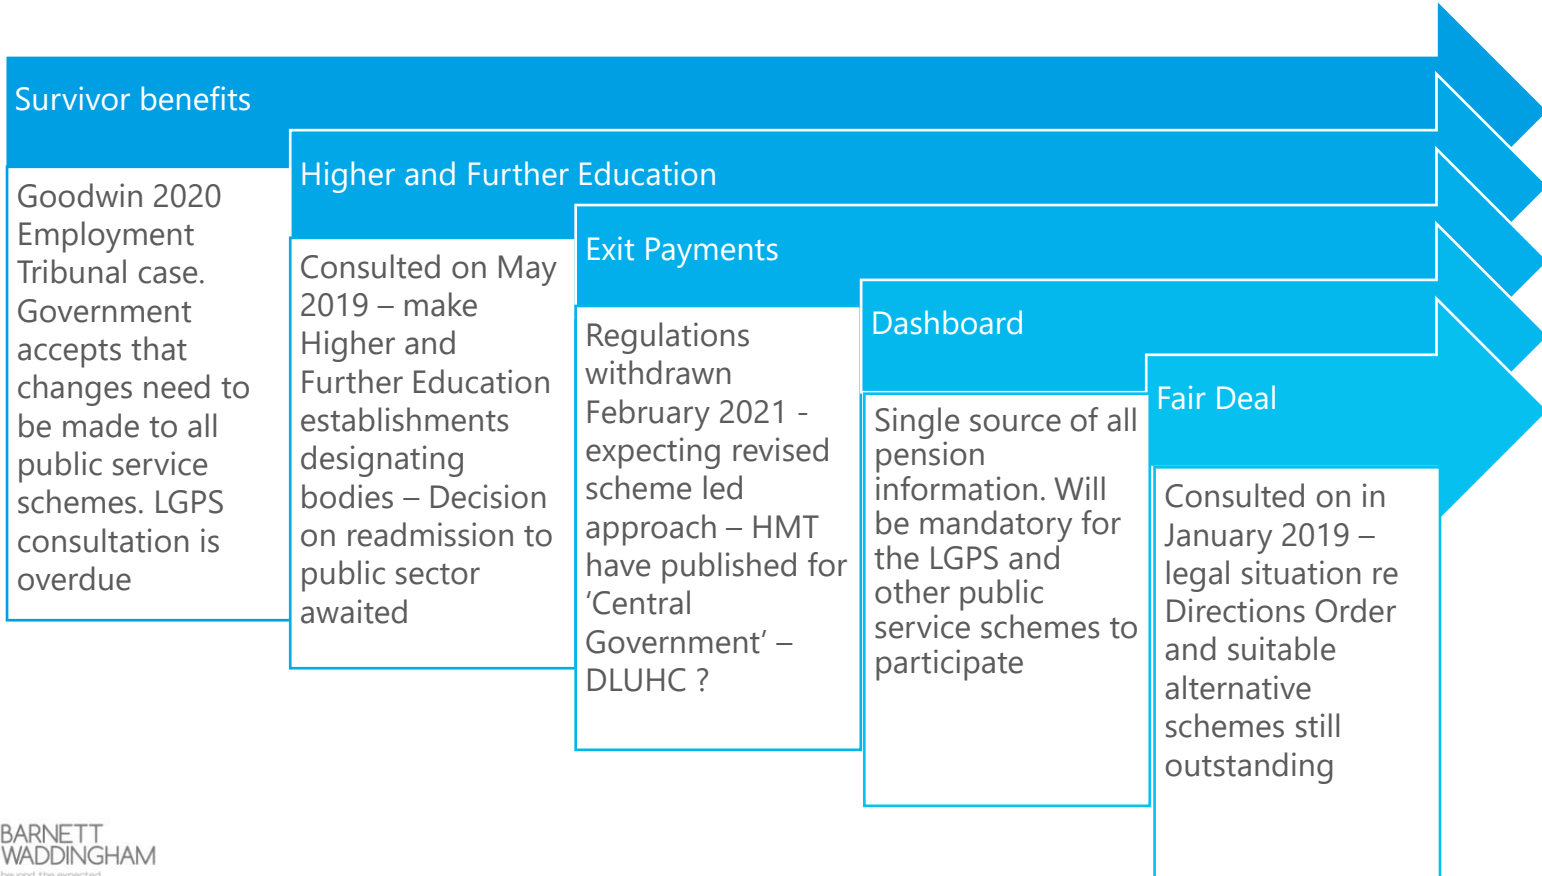 Survivor benefits
Goodwin 2020
Employment
Tribunal case.
Government
accepts that
changes need to
be made to all
public service
schemes. LGPS
consultation is
overdue
Higher and Further Education
Consulted on May
2019 – make
Higher and
Further Education
establishments
designating
bodies – Decision
on readmission to
public sector
awaited
Exit Payments
Regulations
withdrawn
February 2021 -
expecting revised
scheme led
approach – HMT
have published for
‘Central
Government’ –
DLUHC ?
Dashboard
Single source of all
pension
information. Will
be mandatory for
the LGPS and
other public
service schemes to
participate
Fair Deal
Consulted on in
January 2019 –
legal situation re
Directions Order
and suitable
alternative
schemes still
outstanding
BARNETT
WADDINGHAM
beyond the expected